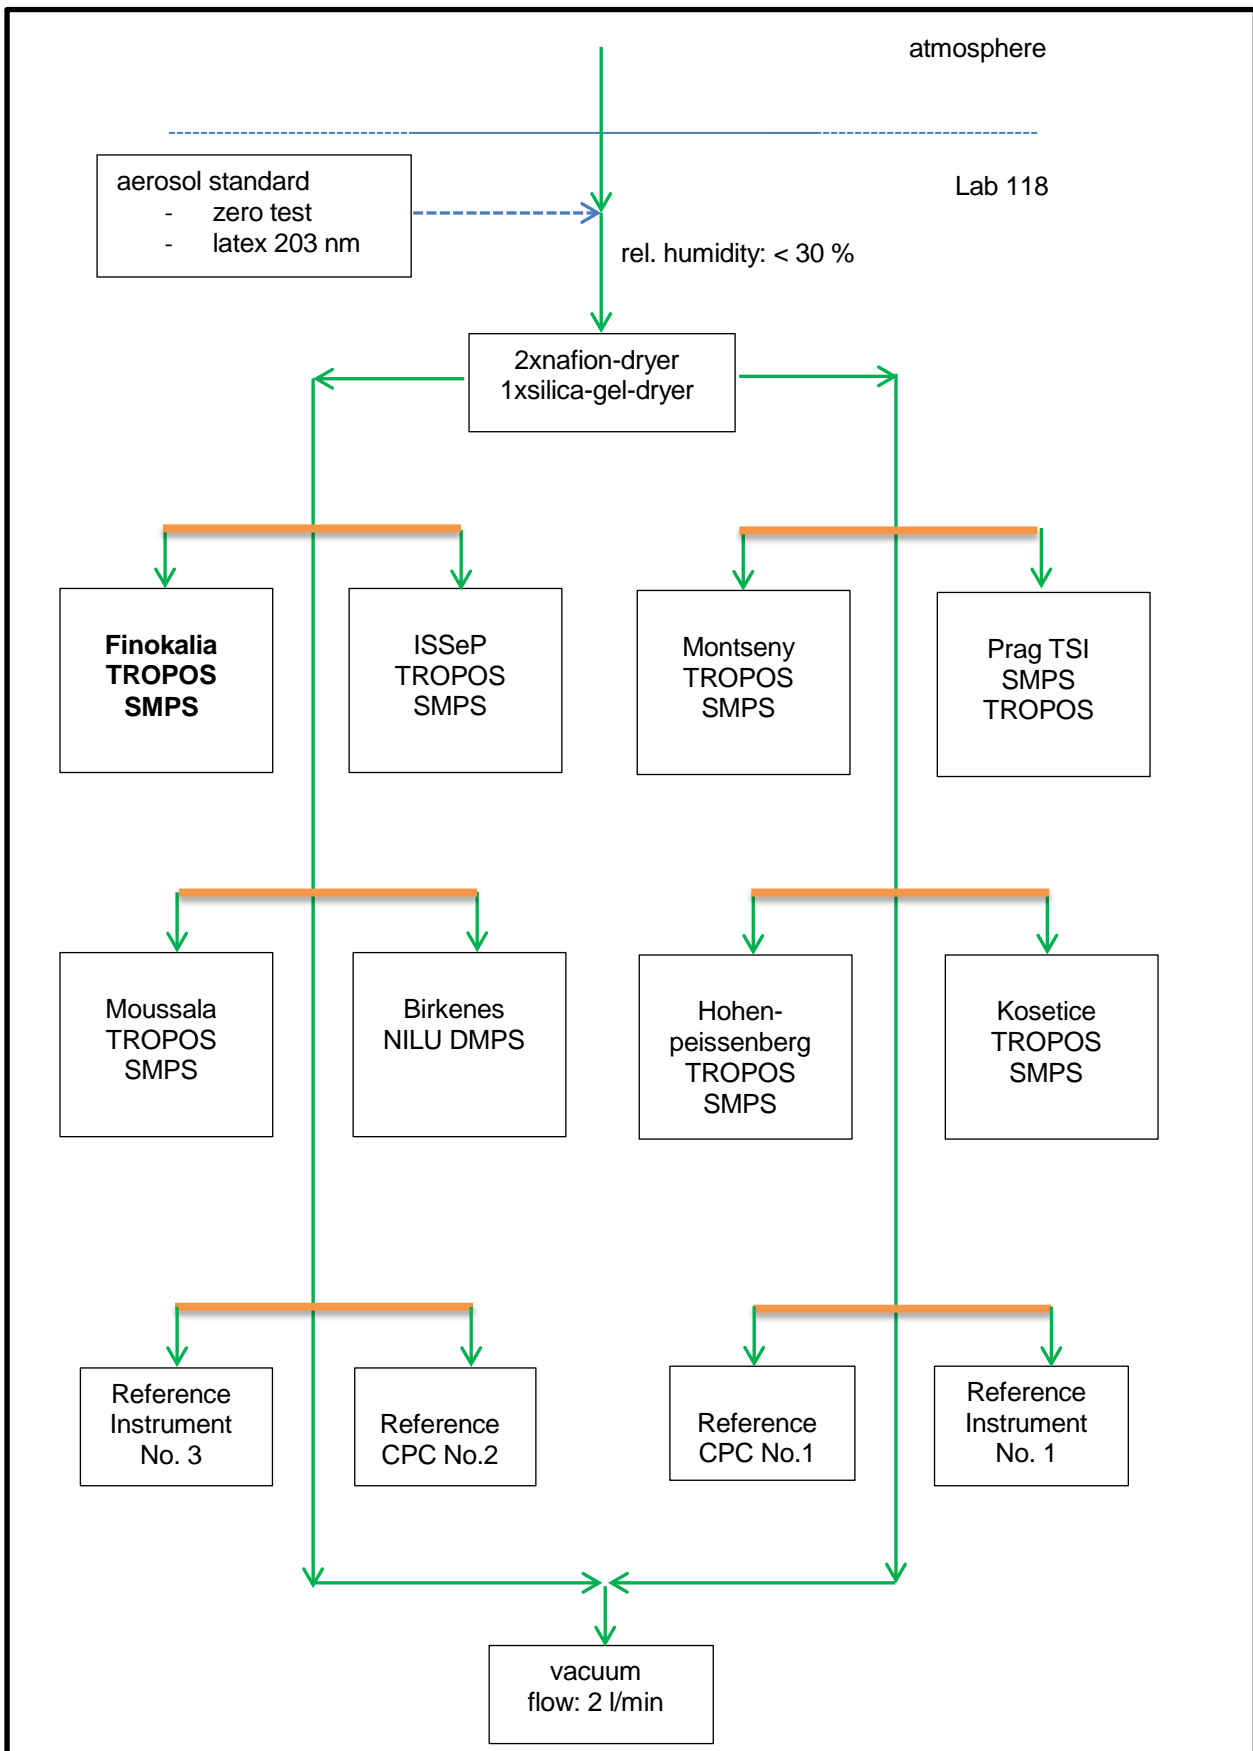 atmosphere
aerosol standard
- zero test
- latex 203 nm
Lab 118
rel. humidity: < 30 %
2xnafion-dryer
1xsilica-gel-dryer
Finokalia
TROPOS
SMPS
ISSeP
TROPOS
SMPS
Montseny
TROPOS
SMPS
Prag TSI
SMPS
TROPOS
Moussala
TROPOS
SMPS
Birkenes
NILU DMPS
Hohen-
peissenberg
TROPOS
SMPS
Kosetice
TROPOS
SMPS
Reference
Instrument
No. 3
Reference
CPC No.2
Reference
CPC No.1
Reference
Instrument
No. 1
vacuum
flow: 2 l/min